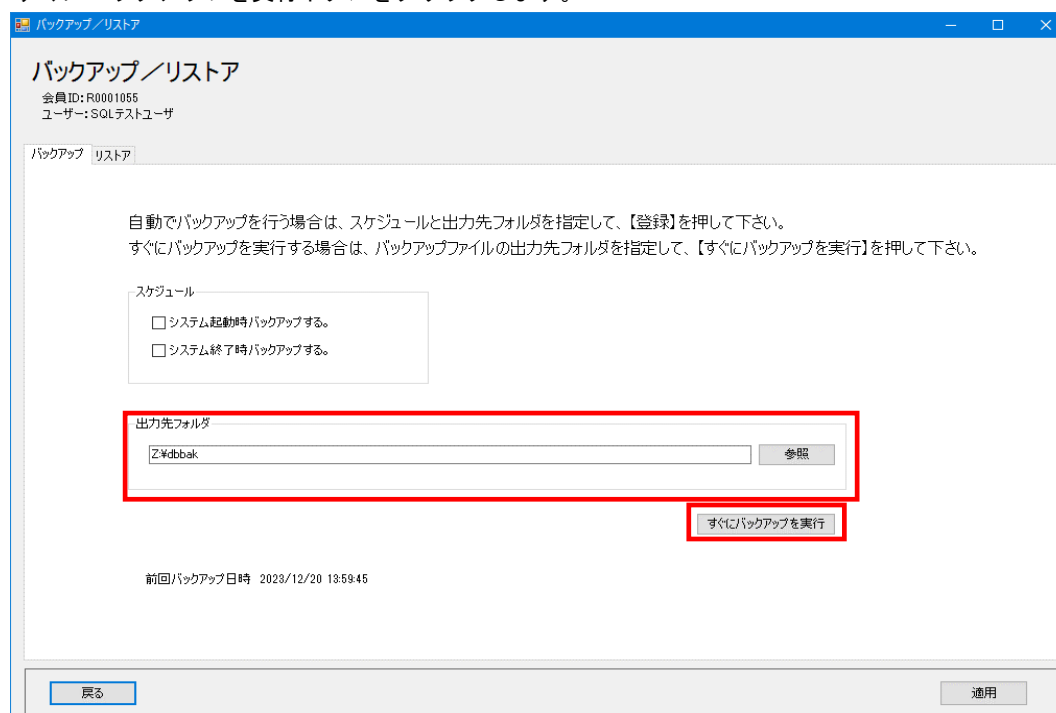 バックアップ／リストア
バックアップ／リストア
会員ID:R0001055
ユーザー:SQLテストユーザ
バックアップ リストア
自動でバックアップを行う場合は、スケジュールと出力先フォルダを指定して、【登録】を押して下さい。
すぐにバックアップを実行する場合は、バックアップファイルの出力先フォルダを指定して、【すぐにバックアップを実行】を押して下さい。
スケジュール
システム起動時バックアップする。
システム終了時バックアップする。
出力先フォルダ
Z:¥dbbak 参照
すぐにバックアップを実行
前回バックアップ日時 2023/12/20 13:59:45
戻る 適用